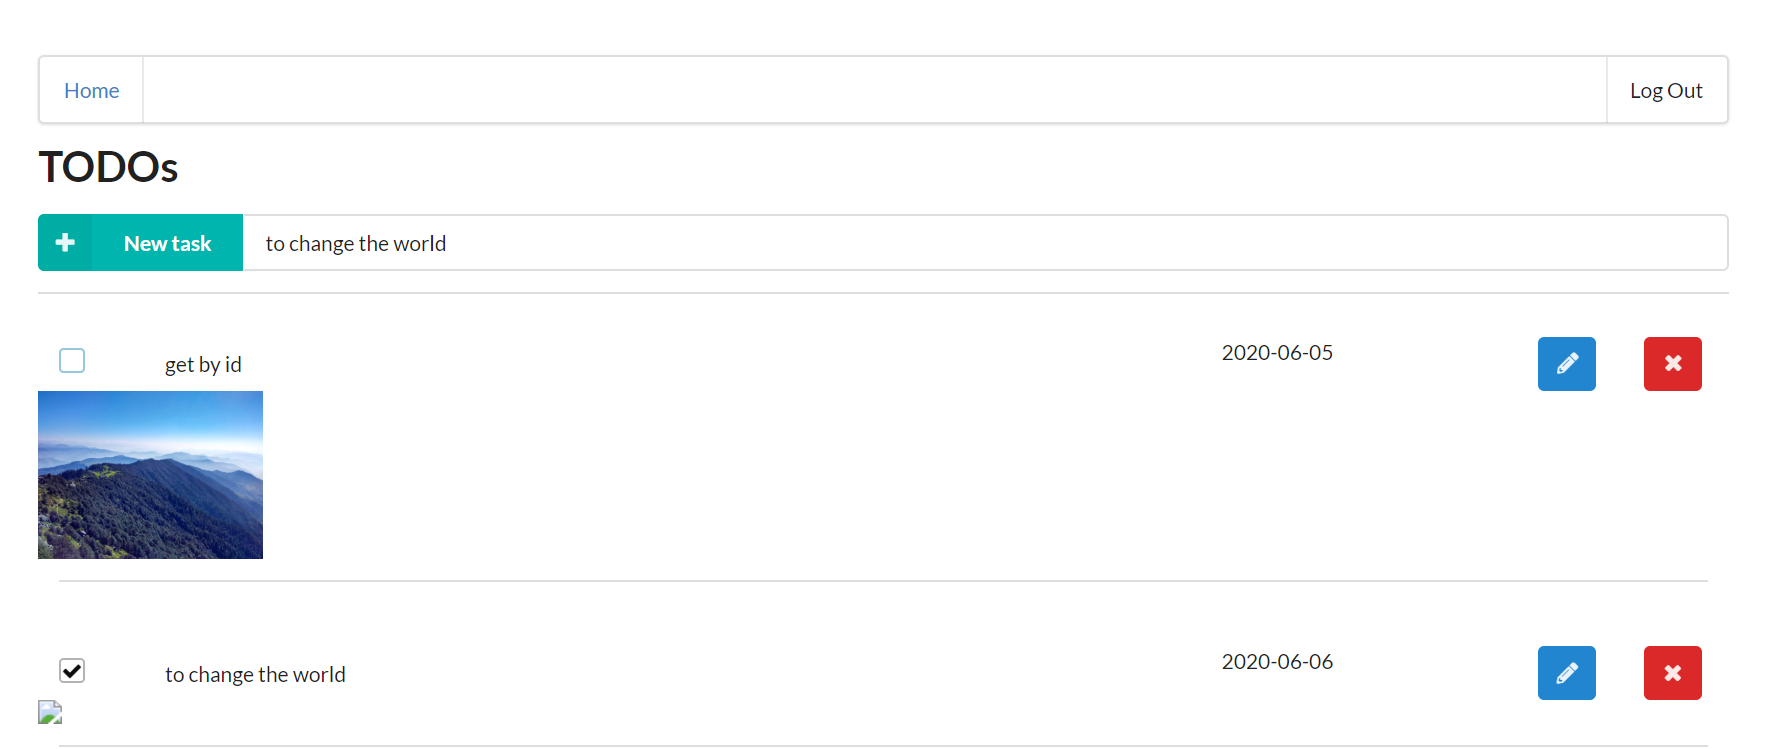 Home
Log Out
TODOs
New task
to change the world
get by id
2020-06-05
to change the world
2020-06-06